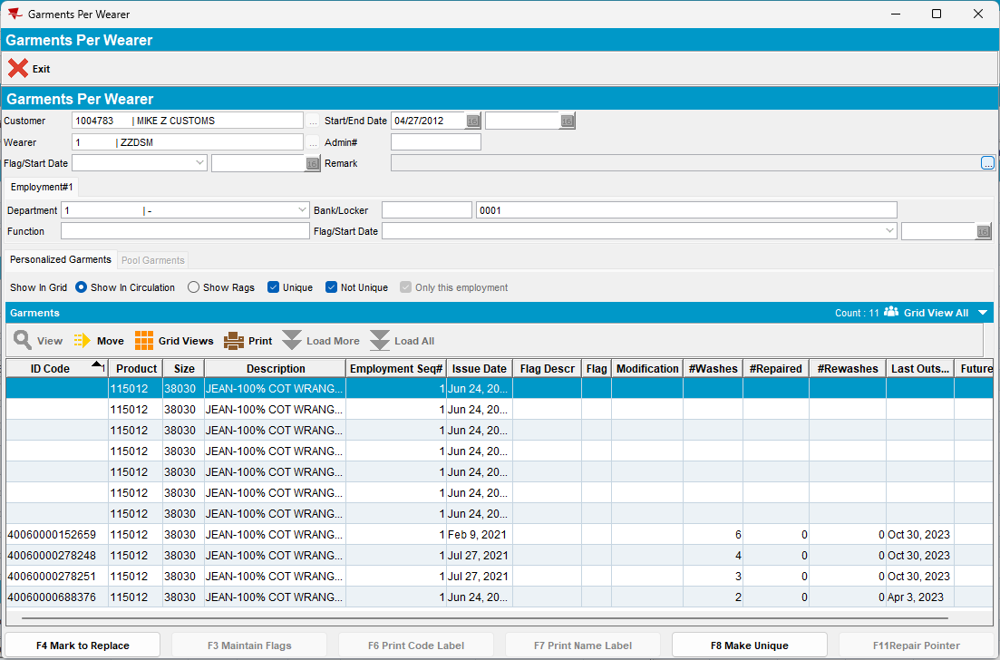 Garments Per Wearer
Garments Per Wearer
Exit
Garments Per Wearer
Customer 1004783 | MIKE Z CUSTOMS ... Start/End Date 04/27/2012 16 16
Wearer 1 | ZZDSM ... Admin#
Flag/Start Date 16 Remark ...
Employment#1
Department 1 | - Bank/Locker 0001
Function Flag/Start Date 16
Personalized Garments Pool Garments
Show In Grid Show In Circulation Show Rags Unique Not Unique Only this employment
Garments Count : 11 Grid View All
View Move Grid Views Print Load More Load All
ID Code 1 Product Size Description Employment Seq# Issue Date Flag Descr Flag Modification #Washes #Repaired #Rewashes Last Outs... Future
115012 38030 JEAN-100% COT WRANG... 1 Jun 24, 20...
115012 38030 JEAN-100% COT WRANG... 1 Jun 24, 20...
115012 38030 JEAN-100% COT WRANG... 1 Jun 24, 20...
115012 38030 JEAN-100% COT WRANG... 1 Jun 24, 20...
115012 38030 JEAN-100% COT WRANG... 1 Jun 24, 20...
115012 38030 JEAN-100% COT WRANG... 1 Jun 24, 20...
115012 38030 JEAN-100% COT WRANG... 1 Jun 24, 20...
40060000152659 115012 38030 JEAN-100% COT WRANG... 1 Feb 9, 2021 6 0 0 Oct 30, 2023
40060000278248 115012 38030 JEAN-100% COT WRANG... 1 Jul 27, 2021 4 0 0 Oct 30, 2023
40060000278251 115012 38030 JEAN-100% COT WRANG... 1 Jul 27, 2021 3 0 0 Oct 30, 2023
40060000688376 115012 38030 JEAN-100% COT WRANG... 1 Jun 24, 20... 2 0 0 Apr 3, 2023
F4 Mark to Replace F3 Maintain Flags F6 Print Code Label F7 Print Name Label F8 Make Unique F11Repair Pointer